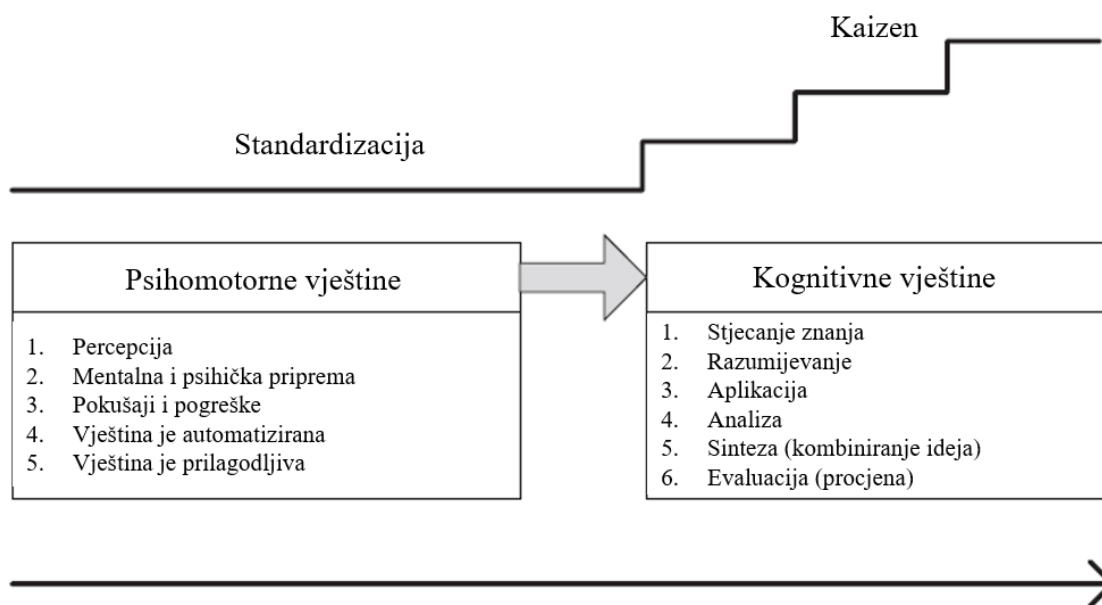 Kaizen
Standardizacija
Psihomotorne vještine
1. Percepcija
2. Mentalna i psihička priprema
3. Pokušaji i pogreške
4. Vještina je automatizirana
5. Vještina je prilagodljiva
Kognitivne vještine
1. Stjecanje znanja
2. Razumijevanje
3. Aplikacija
4. Analiza
5. Sinteza (kombiniranje ideja)
6. Evaluacija (procjena)